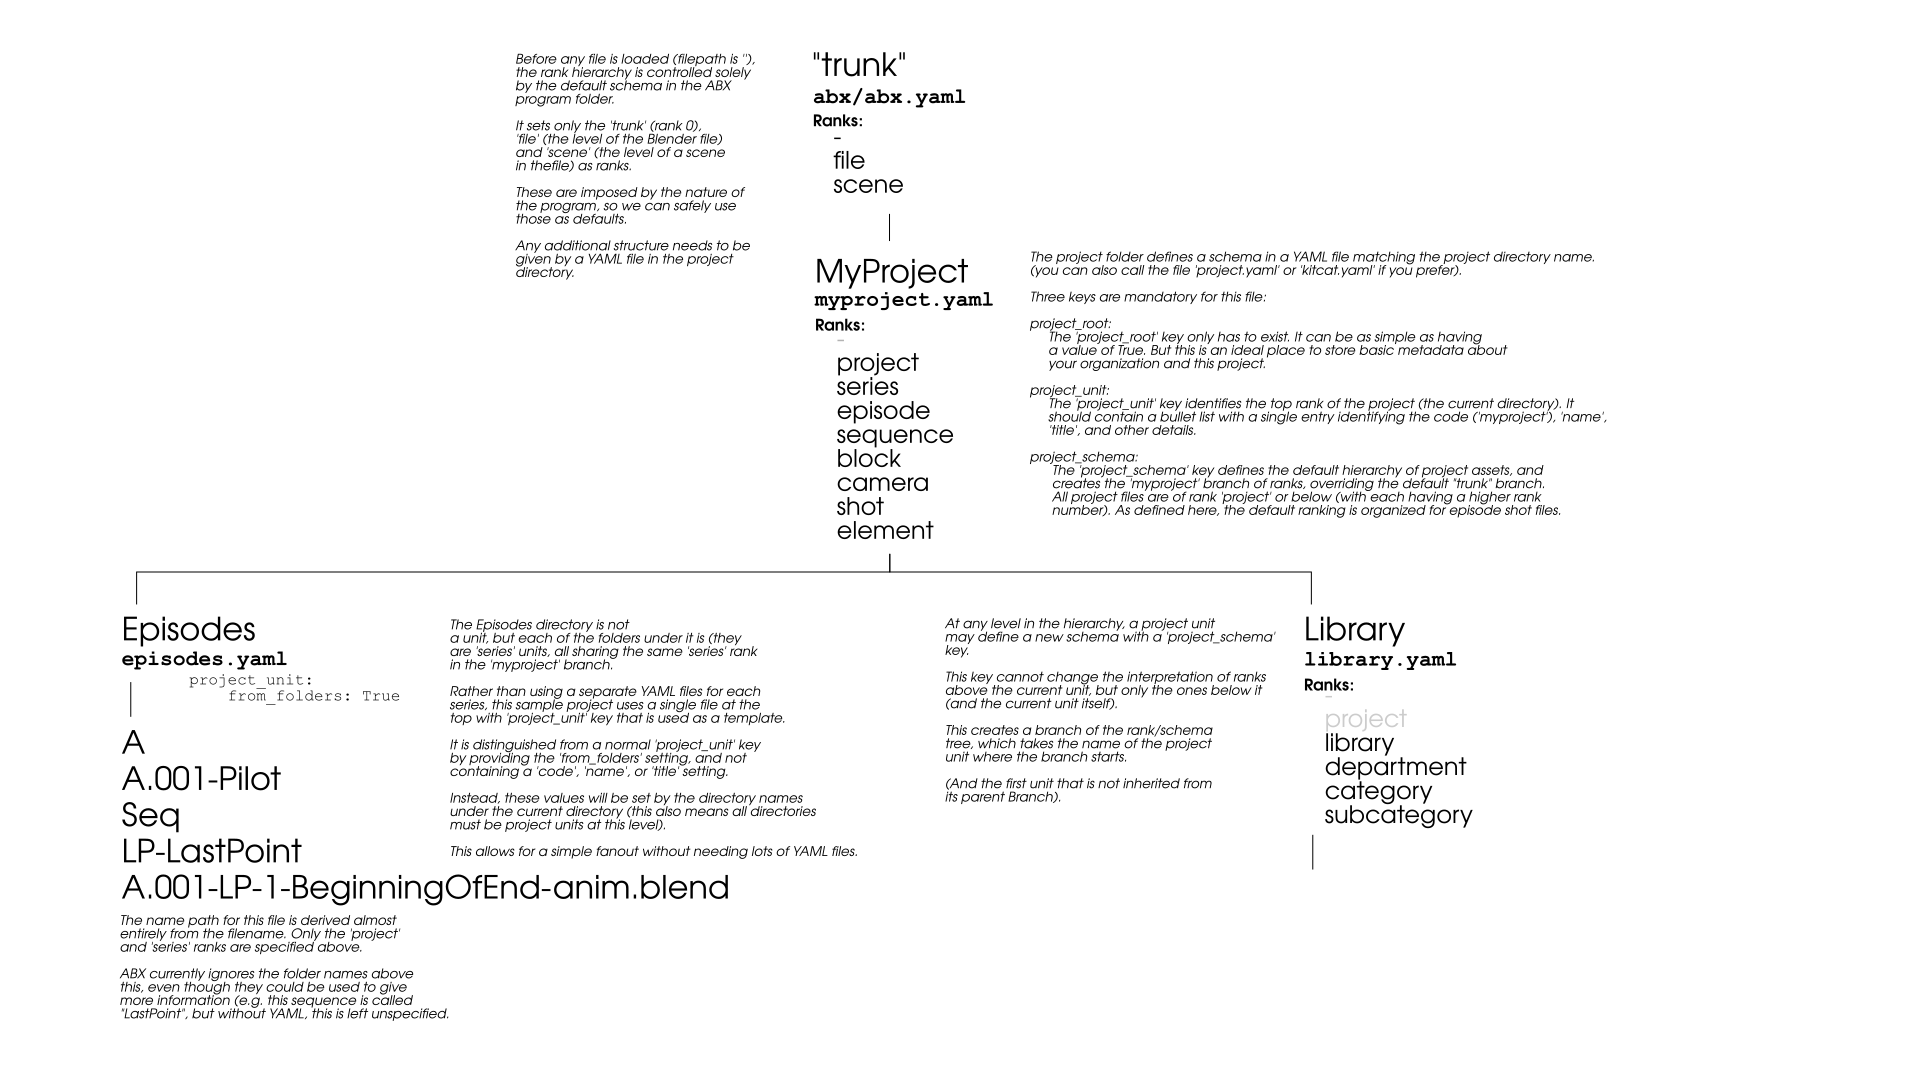 Before any file is loaded (filepath is ''),
the rank hierarchy is controlled solely
by the default schema in the ABX
program folder.
It sets only the 'trunk' (rank 0),
'file' (the level of the Blender file)
and 'scene' (the level of a scene
in thefile) as ranks.
These are imposed by the nature of
the program, so we can safely use
those as defaults.
Any additional structure needs to be
given by a YAML file in the project
directory.
"trunk"
abx/abx.yaml
Ranks:
-
file
scene
MyProject
myproject.yaml
Ranks:
-
project
series
episode
sequence
block
camera
shot
element
The project folder defines a schema in a YAML file matching the project directory name.
(you can also call the file 'project.yaml' or 'kitcat.yaml' if you prefer).
Three keys are mandatory for this file:
project_root:
The 'project_root' key only has to exist. It can be as simple as having
a value of True. But this is an ideal place to store basic metadata about
your organization and this project.
project_unit:
The 'project_unit' key identifies the top rank of the project (the current directory). It
should contain a bullet list with a single entry identifying the code ('myproject'), 'name',
'title', and other details.
project_schema:
The 'project_schema' key defines the default hierarchy of project assets, and
creates the 'myproject' branch of ranks, overriding the default "trunk" branch.
All project files are of rank 'project' or below (with each having a higher rank
number). As defined here, the default ranking is organized for episode shot files.
Episodes
episodes.yaml
project_unit:
from_folders: True
A
A.001-Pilot
Seq
LP-LastPoint
A.001-LP-1-BeginningOfEnd-anim.blend
The name path for this file is derived almost
entirely from the filename. Only the 'project'
and 'series' ranks are specified above.
ABX currently ignores the folder names above
this, even though they could be used to give
more information (e.g. this sequence is called
"LastPoint", but without YAML, this is left unspecified.
The Episodes directory is not
a unit, but each of the folders under it is (they
are 'series' units, all sharing the same 'series' rank
in the 'myproject' branch.
Rather than using a separate YAML files for each
series, this sample project uses a single file at the
top with 'project_unit' key that is used as a template.
It is distinguished from a normal 'project_unit' key
by providing the 'from_folders' setting, and not
containing a 'code', 'name', or 'title' setting.
Instead, these values will be set by the directory names
under the current directory (this also means all directories
must be project units at this level).
This allows for a simple fanout without needing lots of YAML files.
At any level in the hierarchy, a project unit
may define a new schema with a 'project_schema'
key.
This key cannot change the interpretation of ranks
above the current unit, but only the ones below it
(and the current unit itself).
This creates a branch of the rank/schema
tree, which takes the name of the project
unit where the branch starts.
(And the first unit that is not inherited from
its parent Branch).
Library
library.yaml
Ranks:
-
project
library
department
category
subcategory